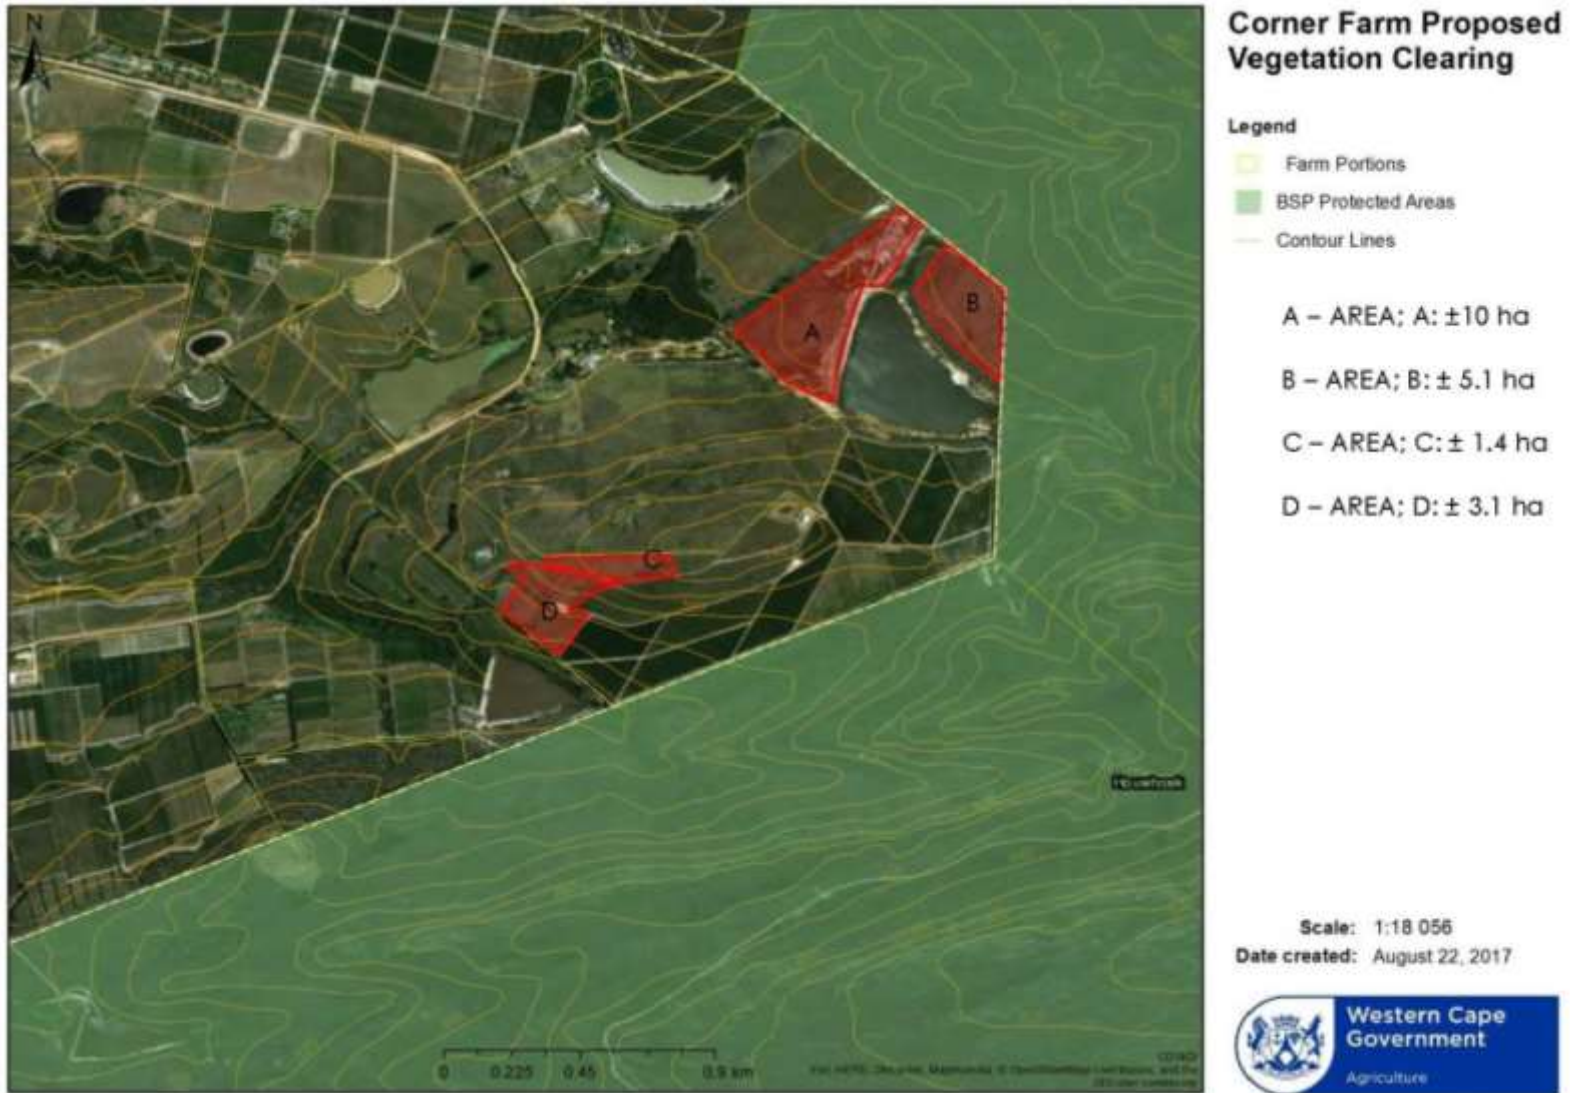 N
Corner Farm Proposed
Vegetation Clearing
Legend
Farm Portions
BSP Protected Areas
Contour Lines
A – AREA; A: ±10 ha
B – AREA; B: ± 5.1 ha
C – AREA; C: ± 1.4 ha
D – AREA; D: ± 3.1 ha
A
B
C
D
0 0.225 0.45 0.9 km
Scale: 1:18 056
Date created: August 22, 2017
Western Cape
Government
Agriculture